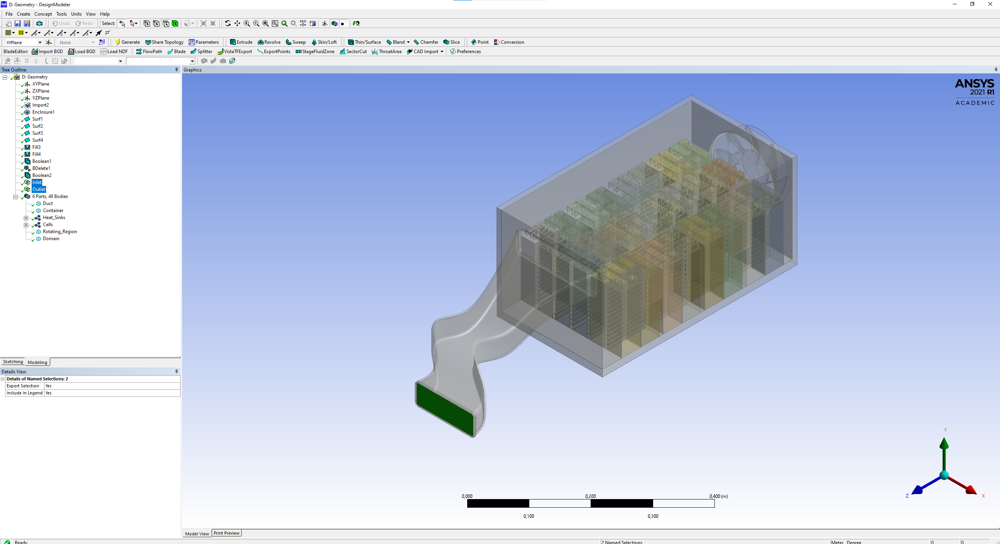 DM D: Geometry - DesignModeler
File Create Concept Tools Units View Help
Undo Redo Select: ISO
XYPlane None Generate Share Topology Parameters Extrude Revolve Sweep Skin/Loft Thin/Surface Blend Chamfer Slice Point Conversion
BladeEditor: Import BGD Load BGD Load NDF FlowPath Blade Splitter VistaTFExport ExportPoints StageFluidZone SectorCut ThroatArea CAD Import Preferences
Tree Outline
D: Geometry
XYPlane
ZXPlane
YZPlane
Import2
Enclosure1
Surf1
Surf2
Surf3
Surf4
Fill3
Fill4
Boolean1
BDelete1
Boolean2
Inlet
Outlet
6 Parts, 48 Bodies
Duct
Container
Heat_Sinks
Cells
Rotating_Region
Domain
Sketching Modeling
Details View
Details of Named Selections: 2
Export Selection Yes
Include In Legend Yes
Graphics
ANSYS
2021 R1
ACADEMIC
Y
Z X
0,000 0,200 0,400 (m)
0,100 0,300
Model View Print Preview
Ready 2 Named Selections Meter Degree 0 0